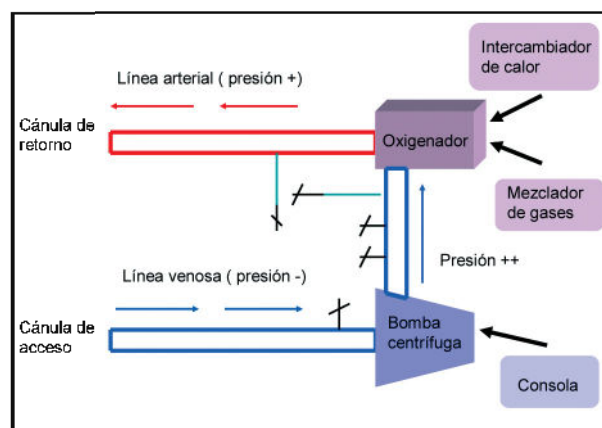 Intercambiador
de calor
Línea arterial ( presión +)
Cánula de
retorno
Oxigenador
Mezclador
de gases
Presión ++
Línea venosa ( presión -)
Cánula de
acceso
Bomba
centrífuga
Consola